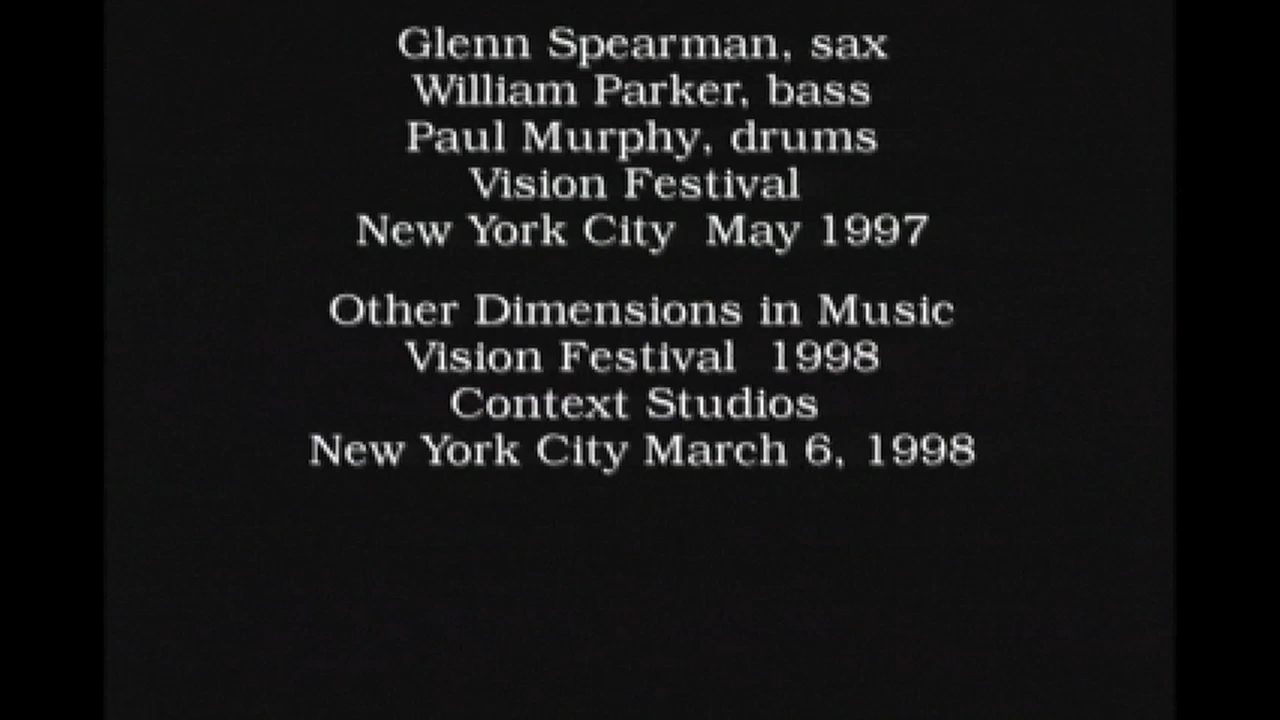 Glenn Spearman, sax
William Parker, bass
Paul Murphy, drums
Vision Festival
New York City  May 1997
Other Dimensions in Music
Vision Festival  1998
Context Studios
New York City March 6, 1998